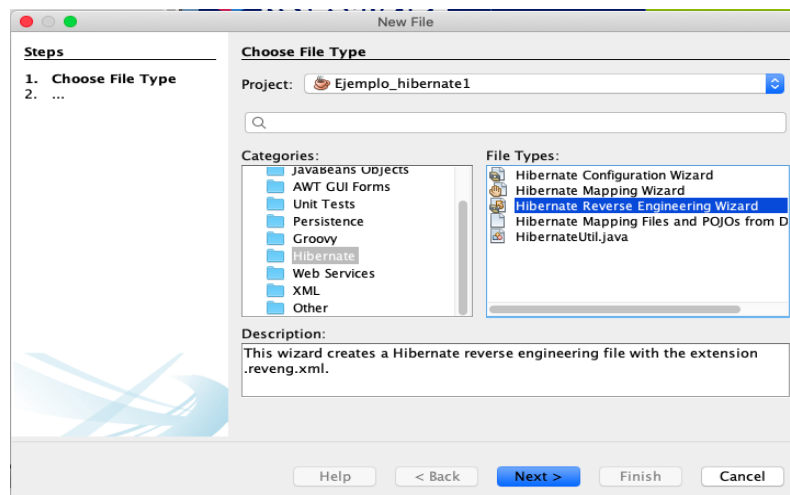 New File
Steps
1. Choose File Type
2. ...
Choose File Type
Project: Ejemplo_hibernate1
Categories:
JavaBeans Objects
AWT GUI Forms
Unit Tests
Persistence
Groovy
Hibernate
Web Services
XML
Other
File Types:
Hibernate Configuration Wizard
Hibernate Mapping Wizard
Hibernate Reverse Engineering Wizard
Hibernate Mapping Files and POJOs from D
HibernateUtil.java
Description:
This wizard creates a Hibernate reverse engineering file with the extension
.reveng.xml.
Help < Back Next > Finish Cancel